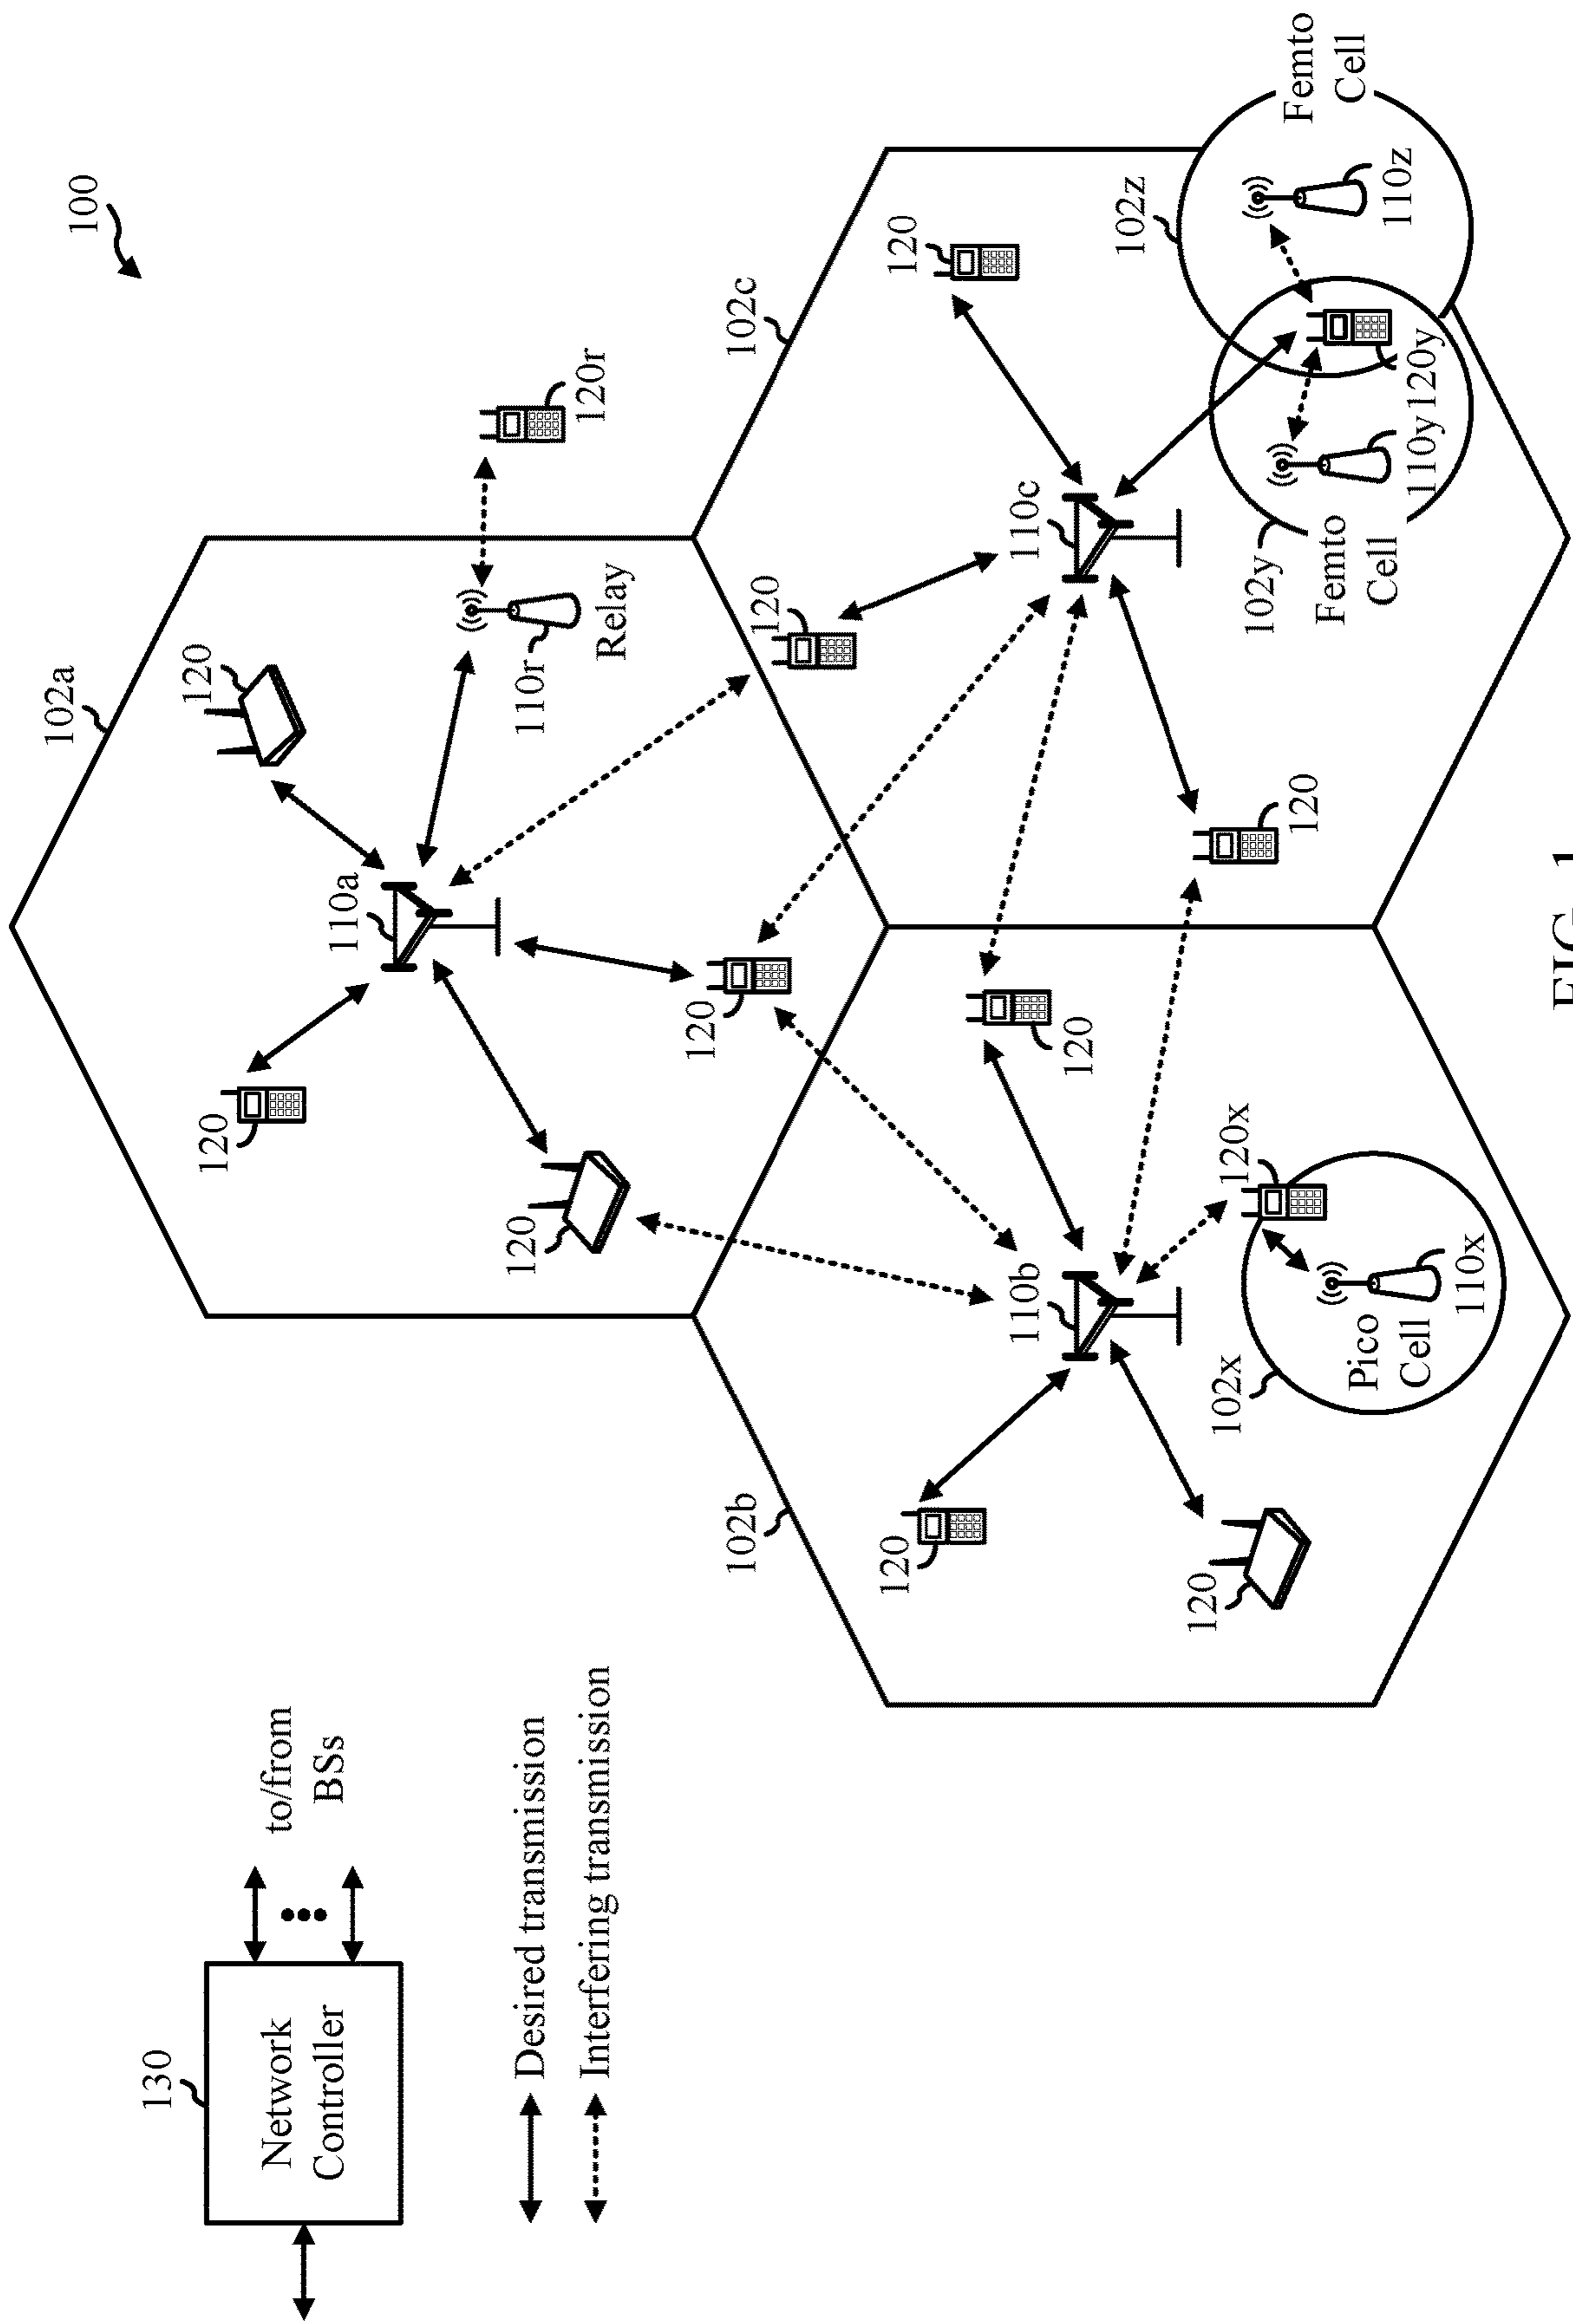 100
102a
130
120
120
Network
Controller
to/from
BSs
110a
120
110r
Desired transmission
120r
Interfering transmission
Relay
120
102c
102b
120
120
120
110c
110b
120
102z
120
102x
120x
102y
120
Femto
Cell
Femto
Cell
Pico
Cell
110z
110y
120y
110x
FIG. 1